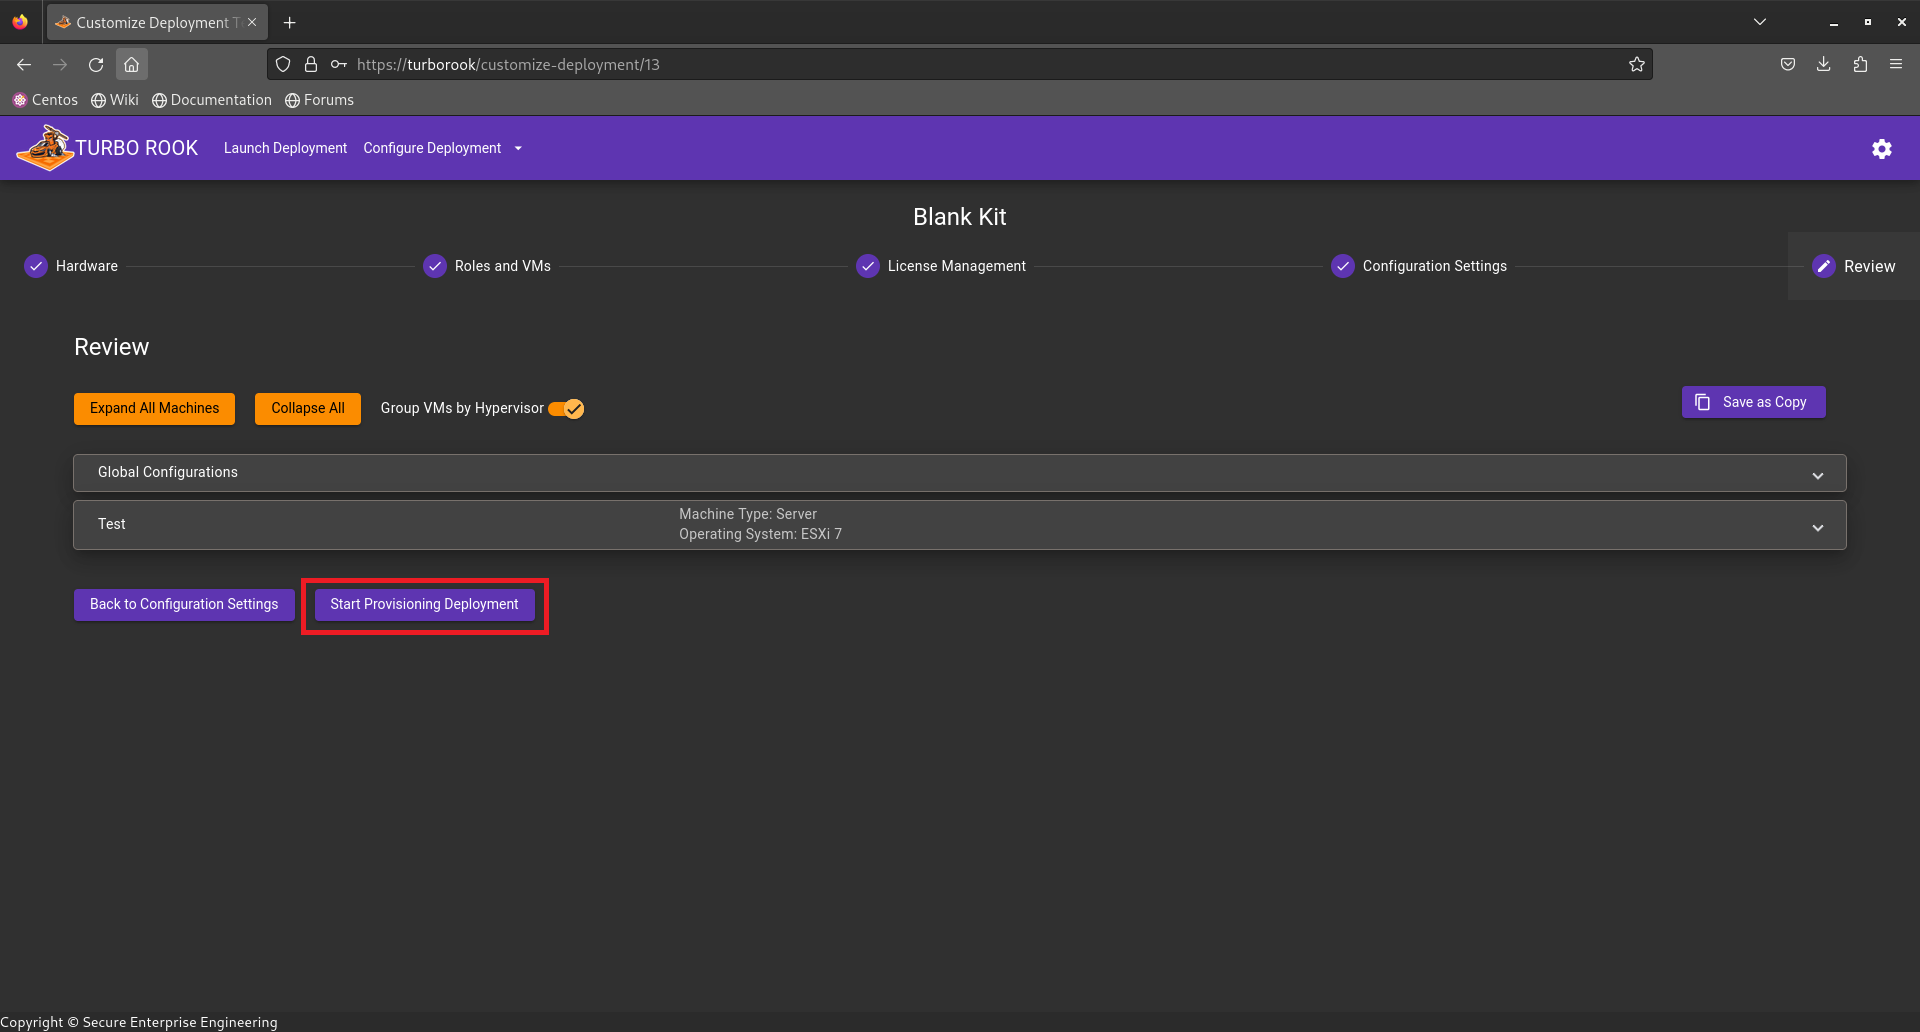 Customize Deployment T
https://turborook/customize-deployment/13
Centos Wiki Documentation Forums
TURBO ROOK Launch Deployment Configure Deployment
Blank Kit
Hardware Roles and VMs License Management Configuration Settings Review
Review
Expand All Machines Collapse All Group VMs by Hypervisor Save as Copy
Global Configurations
Test
Machine Type: Server
Operating System: ESXi 7
Back to Configuration Settings Start Provisioning Deployment
Copyright © Secure Enterprise Engineering